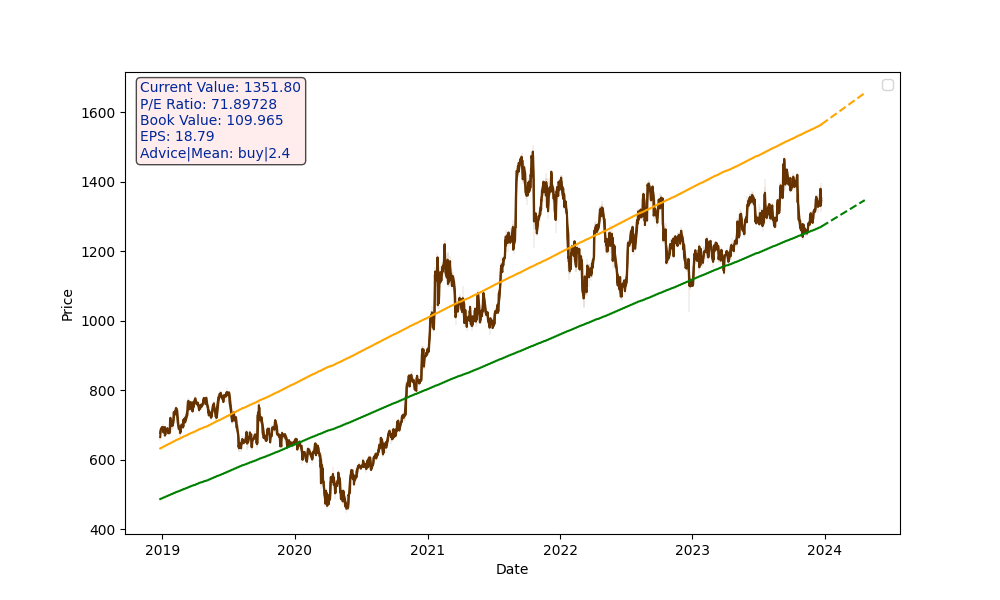 Current Value: 1351.80
P/E Ratio: 71.89728
Book Value: 109.965
EPS: 18.79
Advice|Mean: buy|2.4
1600
1400
1200
1000
800
600
400
Price
2019 2020 2021 2022 2023 2024
Date